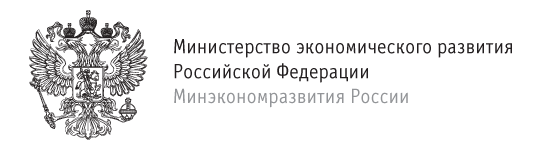 Министерство экономического развития
Российской Федерации
Минэкономразвития России